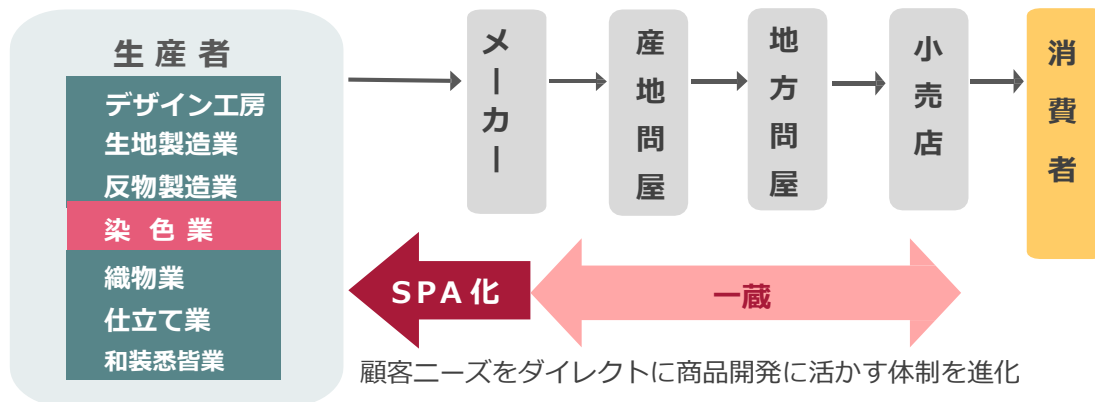 生産者
デザイン工房
生地製造業
反物製造業
染色業
織物業
仕立て業
和装悉皆業
メーカー
産地問屋
地方問屋
小売店
消費者
SPA化
一蔵
顧客ニーズをダイレクトに商品開発に活かす体制を進化